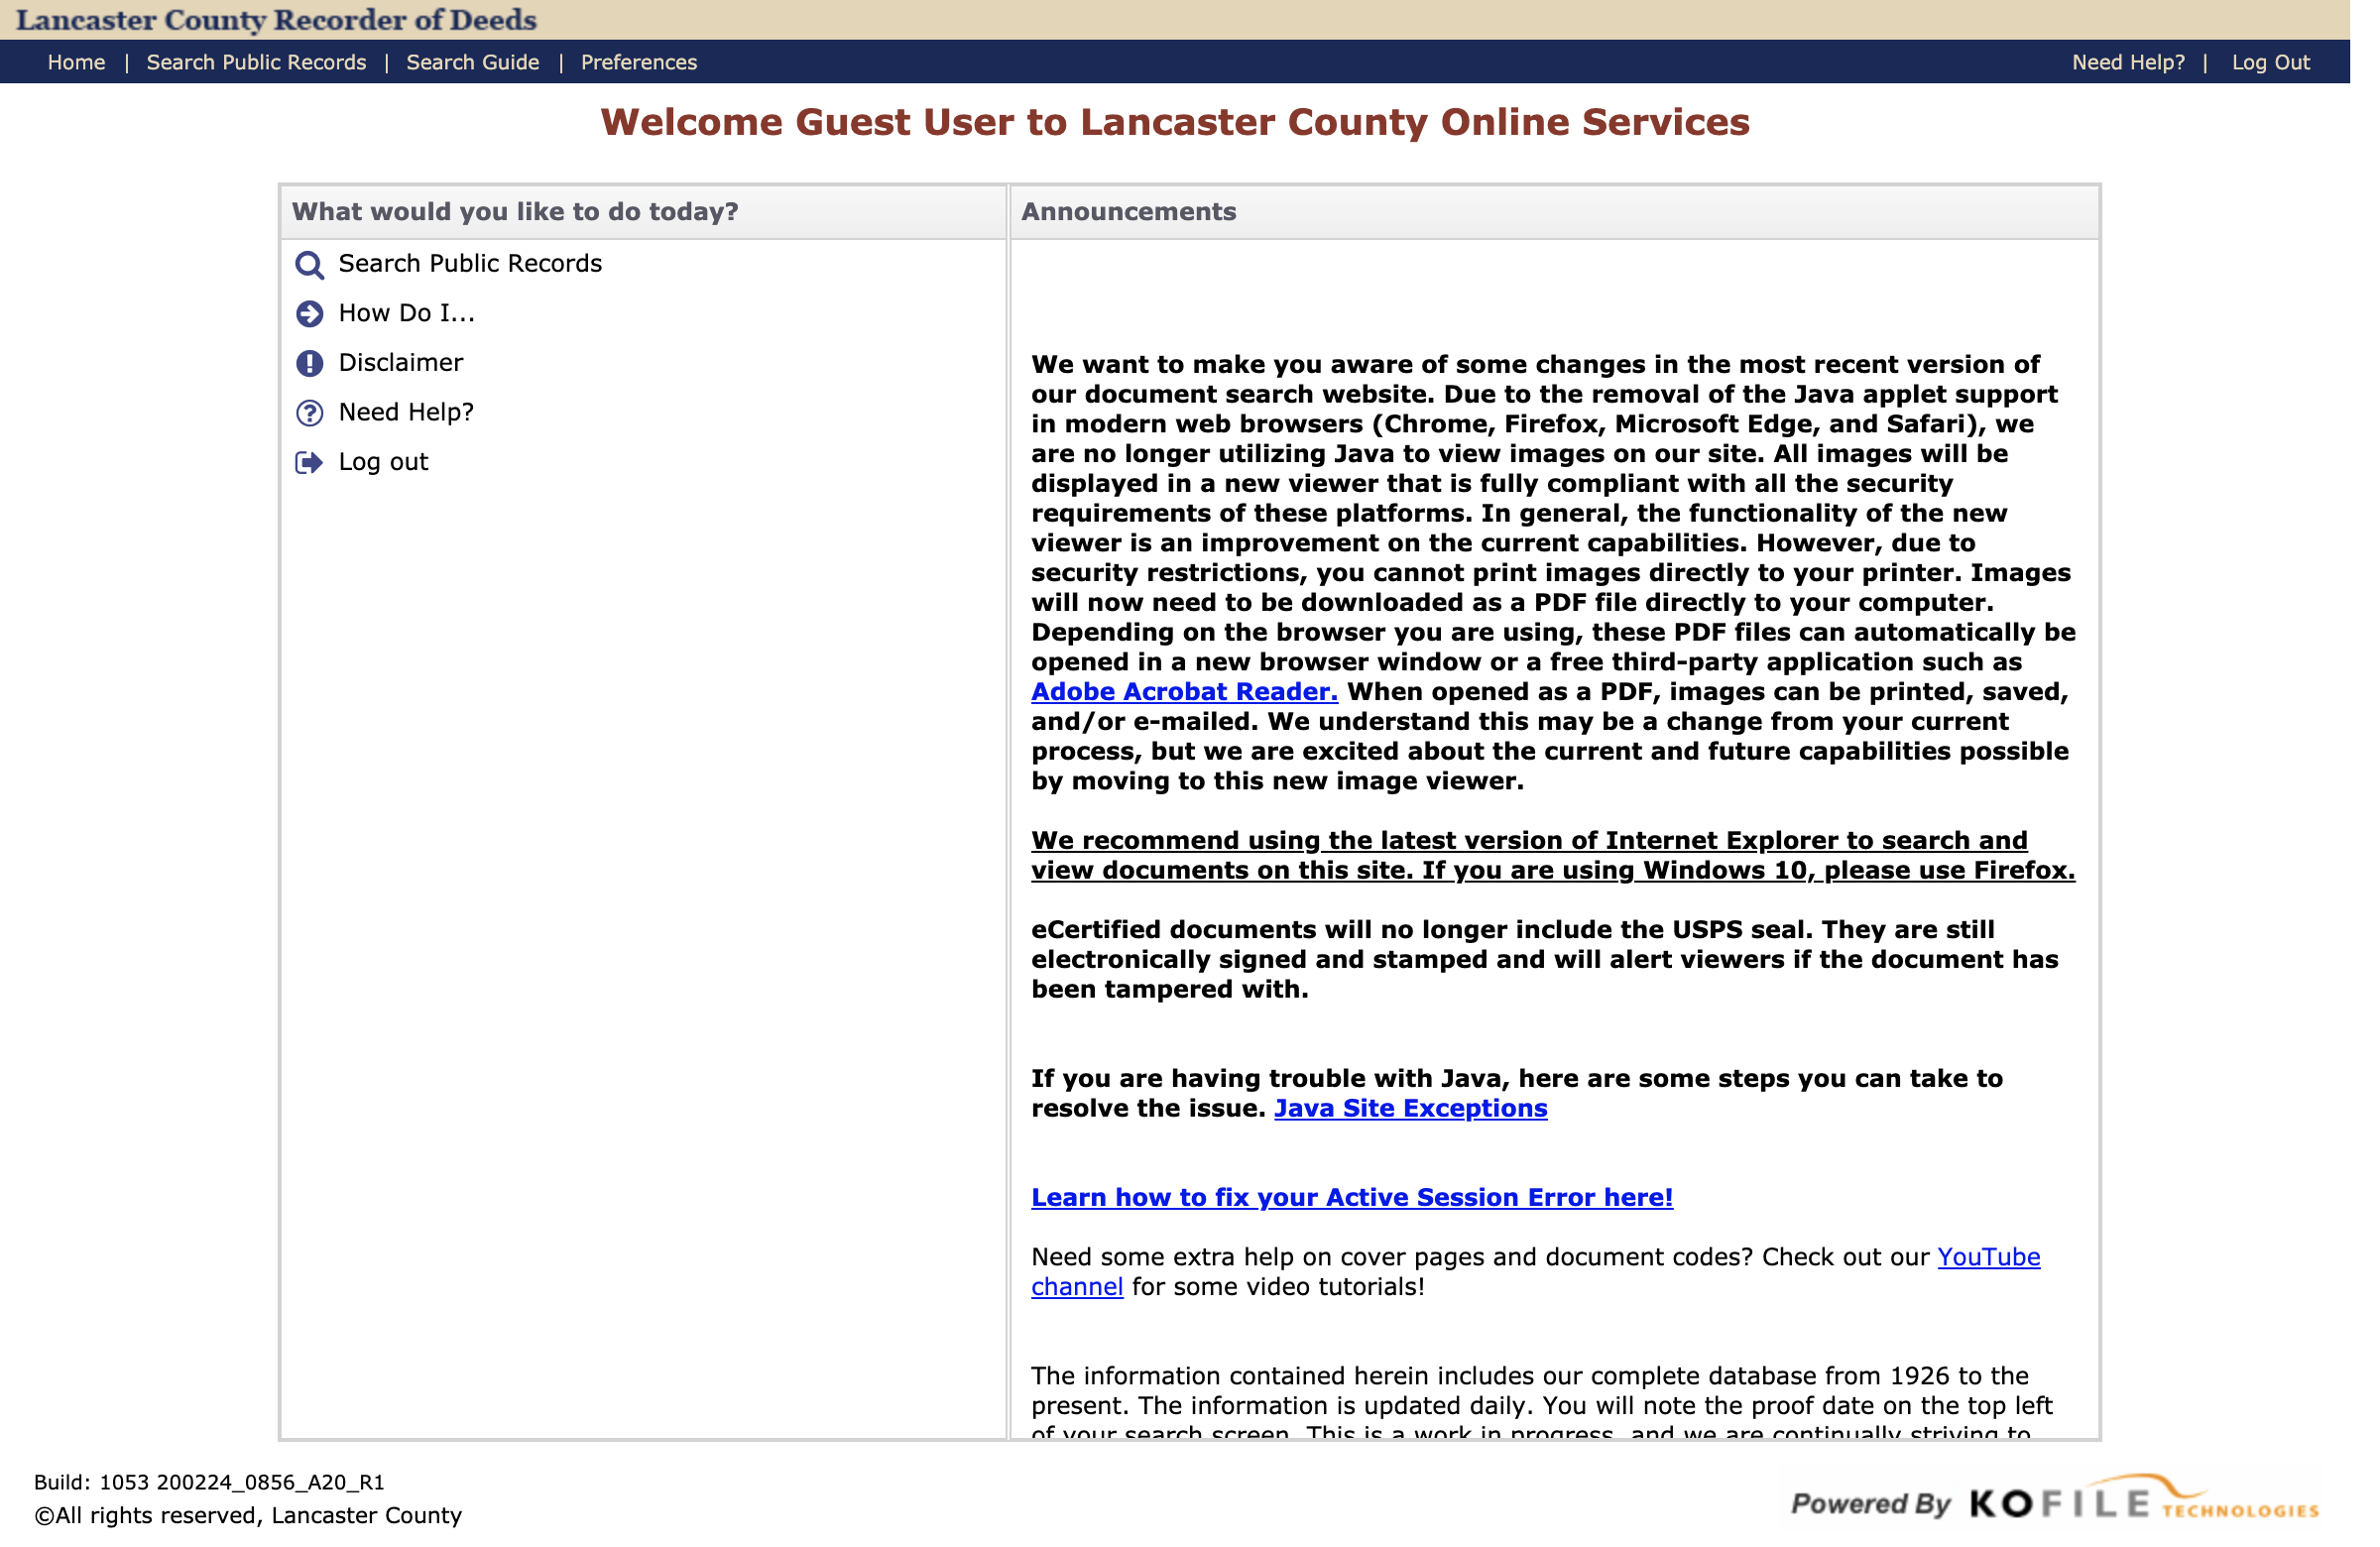 Lancaster County Recorder of Deeds
Home | Search Public Records | Search Guide | Preferences
Need Help? | Log Out
Welcome Guest User to Lancaster County Online Services
What would you like to do today?
Search Public Records
How Do I...
Disclaimer
Need Help?
Log out
Announcements
We want to make you aware of some changes in the most recent version of
our document search website. Due to the removal of the Java applet support
in modern web browsers (Chrome, Firefox, Microsoft Edge, and Safari), we
are no longer utilizing Java to view images on our site. All images will be
displayed in a new viewer that is fully compliant with all the security
requirements of these platforms. In general, the functionality of the new
viewer is an improvement on the current capabilities. However, due to
security restrictions, you cannot print images directly to your printer. Images
will now need to be downloaded as a PDF file directly to your computer.
Depending on the browser you are using, these PDF files can automatically be
opened in a new browser window or a free third-party application such as
Adobe Acrobat Reader. When opened as a PDF, images can be printed, saved,
and/or e-mailed. We understand this may be a change from your current
process, but we are excited about the current and future capabilities possible
by moving to this new image viewer.
We recommend using the latest version of Internet Explorer to search and
view documents on this site. If you are using Windows 10, please use Firefox.
eCertified documents will no longer include the USPS seal. They are still
electronically signed and stamped and will alert viewers if the document has
been tampered with.
If you are having trouble with Java, here are some steps you can take to
resolve the issue. Java Site Exceptions
Learn how to fix your Active Session Error here!
Need some extra help on cover pages and document codes? Check out our YouTube
channel for some video tutorials!
The information contained herein includes our complete database from 1926 to the
present. The information is updated daily. You will note the proof date on the top left
of your search screen. This is a work in progress, and we are continually striving to
Build: 1053 200224_0856_A20_R1
©All rights reserved, Lancaster County
Powered By KOFILE TECHNOLOGIES